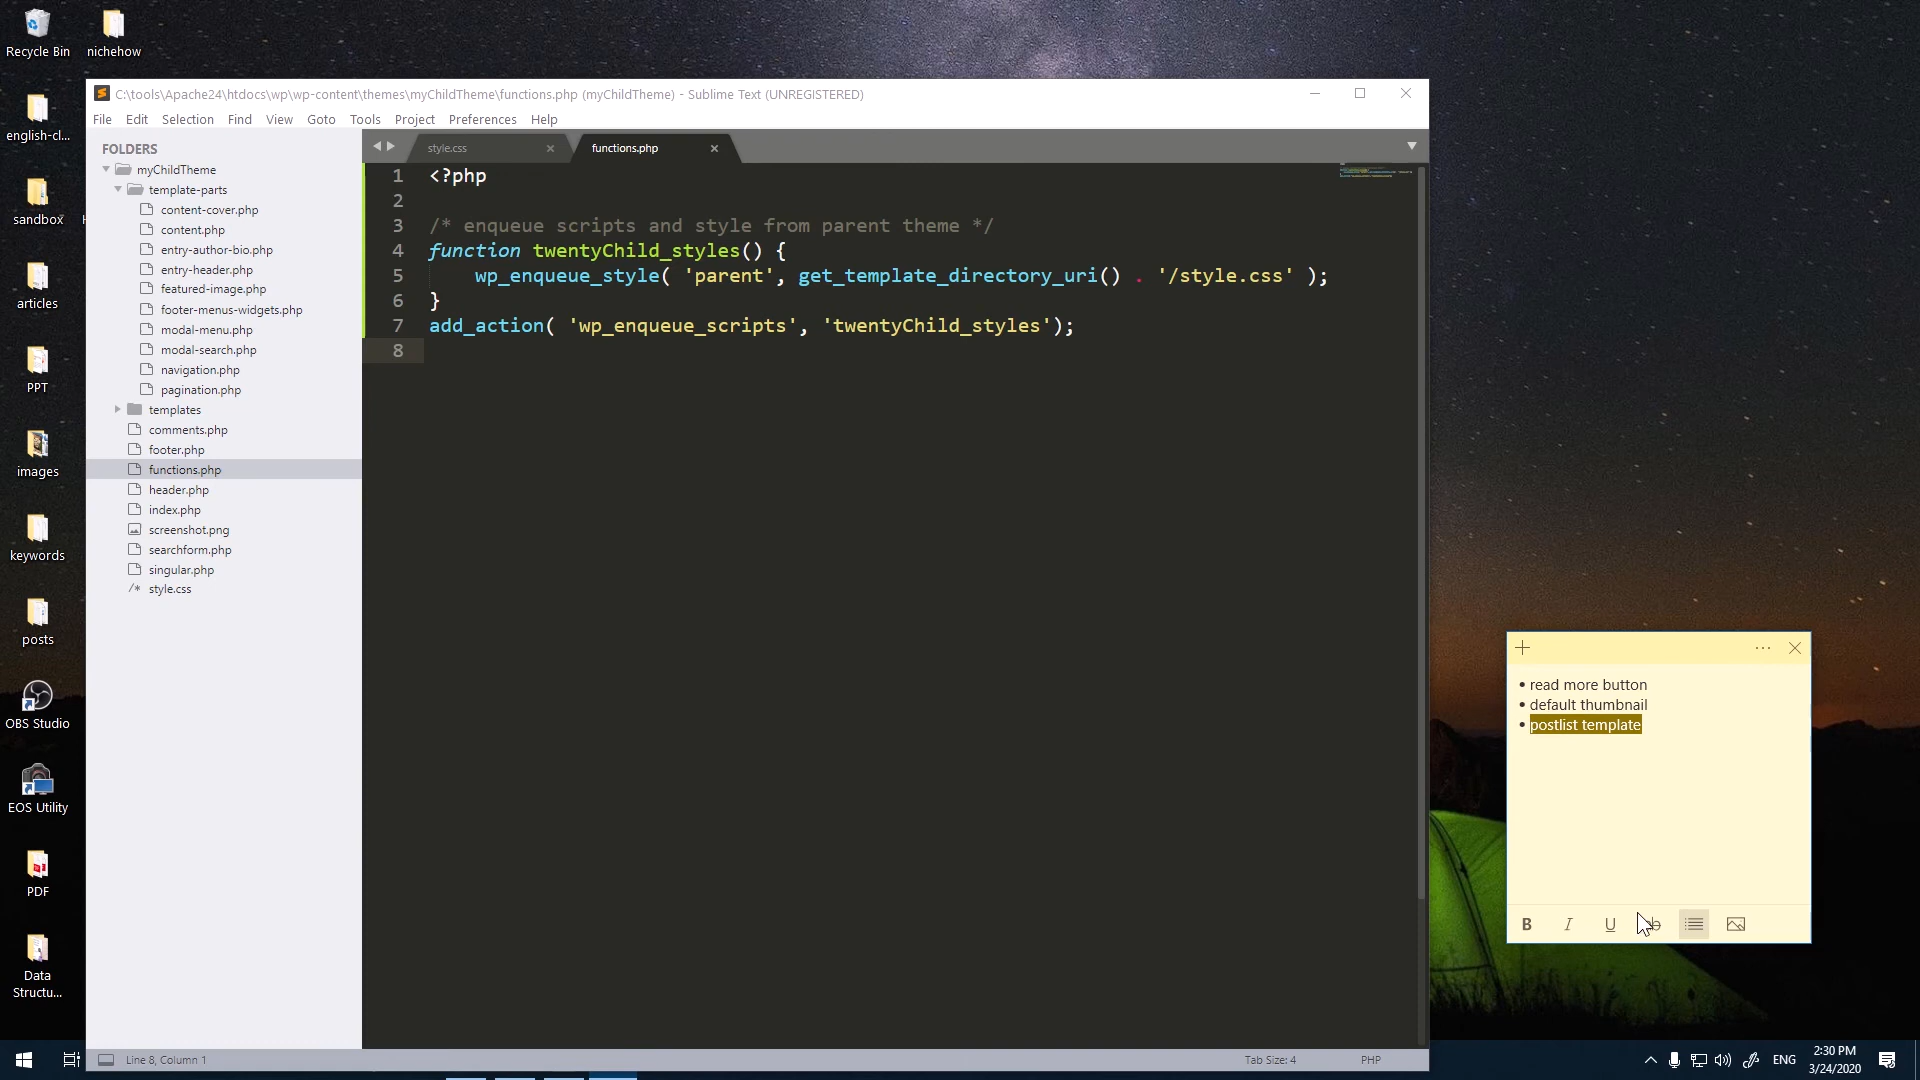 Recycle Bin
nichehow
english-cl...
sandbox
articles
PPT
images
keywords
posts
OBS Studio
EOS Utility
PDF
Data
Structu...
C:\tools\Apache24\htdocs\wp\wp-content\themes\myChildTheme\functions.php (myChildTheme) - Sublime Text (UNREGISTERED)
File Edit Selection Find View Goto Tools Project Preferences Help
FOLDERS
myChildTheme
template-parts
content-cover.php
content.php
entry-author-bio.php
entry-header.php
featured-image.php
footer-menus-widgets.php
modal-menu.php
modal-search.php
navigation.php
pagination.php
templates
comments.php
footer.php
functions.php
header.php
index.php
screenshot.png
searchform.php
singular.php
/* style.css
style.css
functions.php
1 <?php
2
3 /* enqueue scripts and style from parent theme */
4 function twentyChild_styles() {
5 wp_enqueue_style( 'parent', get_template_directory_uri() . '/style.css' );
6 }
7 add_action( 'wp_enqueue_scripts', 'twentyChild_styles');
8
Line 8, Column 1
Tab Size: 4
PHP
• read more button
• default thumbnail
• postlist template
B I U ab
ENG
2:30 PM
3/24/2020